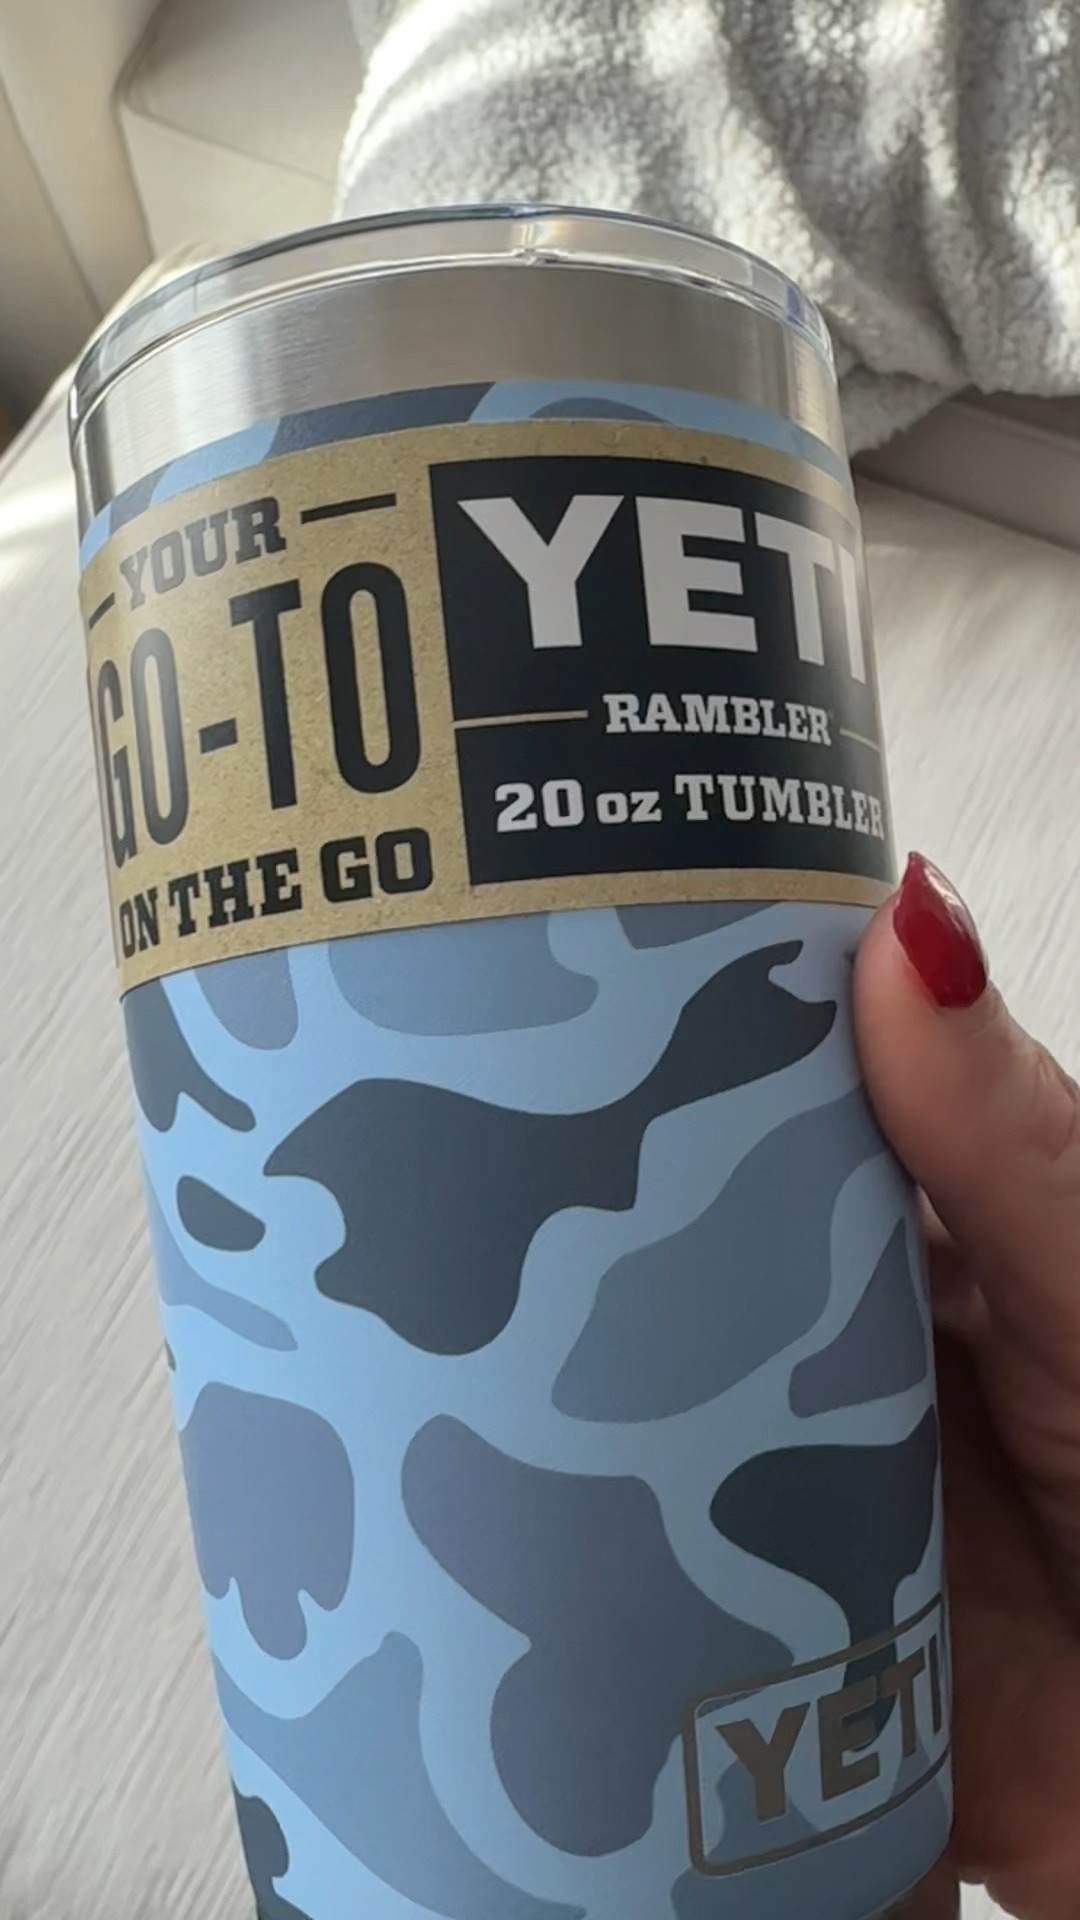 YOUR
GO-TO
ON THE GO
YETI
RAMBLER
20 oz TUMBLER
YETI